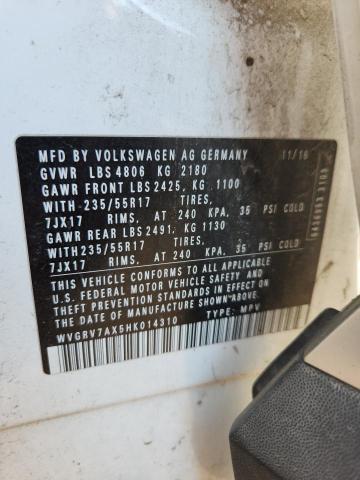 MFD BY VOLKSWAGEN AG GERMANY 11/16
GVWR LBS 4806 KG 2180
GAWR FRONT LBS 2425, KG 1100
WITH 235/55R17 TIRES,
7JX17 RIMS, AT 240 KPA, 35 PSI COLD
GAWR REAR LBS 2491, KG 1130
WITH 235/55R17 TIRES,
7JX17 RIMS, AT 240 KPA, 35 PSI COLD
THIS VEHICLE CONFORMS TO ALL APPLICABLE
U.S. FEDERAL MOTOR VEHICLE SAFETY AND
THEFT PREVENTION STANDARDS IN EFFECT
ON THE DATE OF MANUFACTURE SHOWN ABOVE.
WVGRV7AX5HK014310 TYPE: MPV